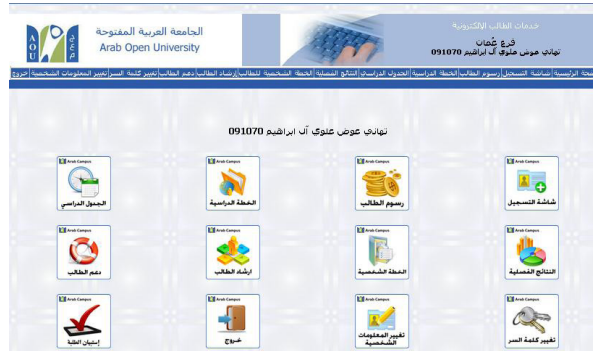 خدمات الطالب الإلكترونية
فرع عُمان
تهاني عوض علوي آل ابراهيم 091070
الجامعة العربية المفتوحة
Arab Open University
AOU
شاشة التسجيل | رسوم الطالب | الخطة الدراسية | الجدول الدراسي | النتائج الفصلية | الخطة الشخصية للطالب | إرشاد الطالب | دعم الطالب | تغيير كلمة السر | تغيير المعلومات الشخصية | خروج
تهاني عوض علوي آل ابراهيم 091070
Arab Campus
شاشة التسجيل
Arab Campus
رسوم الطالب
Arab Campus
الخطة الدراسية
Arab Campus
الجدول الدراسي
Arab Campus
النتائج الفصلية
Arab Campus
الخطة الشخصية
Arab Campus
ارشاد الطالب
Arab Campus
دعم الطالب
Arab Campus
تغيير كلمة السر
Arab Campus
تغيير المعلومات
الشخصية
Arab Campus
خروج
Arab Campus
إستبيان الطلبة